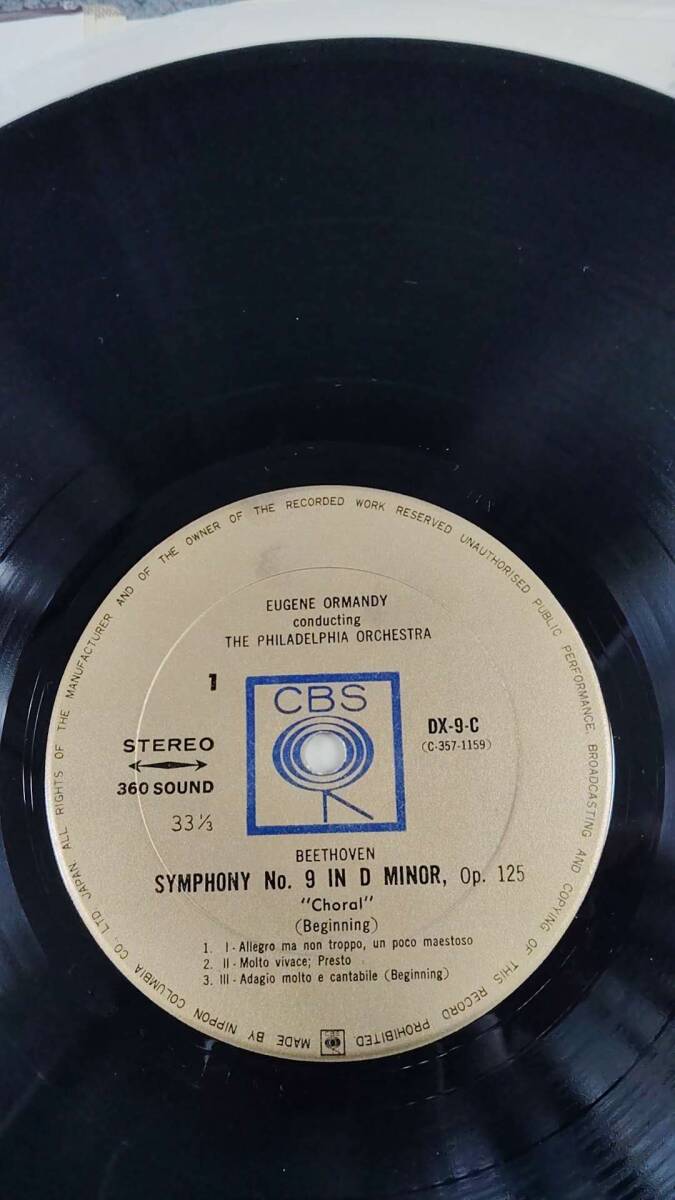 MADE BY NIPPON COLUMBIA CO., LTD. JAPAN ALL RIGHTS OF THE MANUFACTURER AND OF THE OWNER OF THE RECORDED WORK RESERVED UNAUTHORISED PUBLIC PERFORMANCE, BROADCASTING AND COPYING OF THIS RECORD PROHIBITED.
EUGENE ORMANDY
conducting
THE PHILADELPHIA ORCHESTRA
1
CBS
DX-9-C
(C-357-1159)
STEREO
360 SOUND
33⅓
BEETHOVEN
SYMPHONY No. 9 IN D MINOR, Op. 125
"Choral"
(Beginning)
1. I - Allegro ma non troppo, un poco maestoso
2. II - Molto vivace; Presto
3. III - Adagio molto e cantabile (Beginning)
CBS